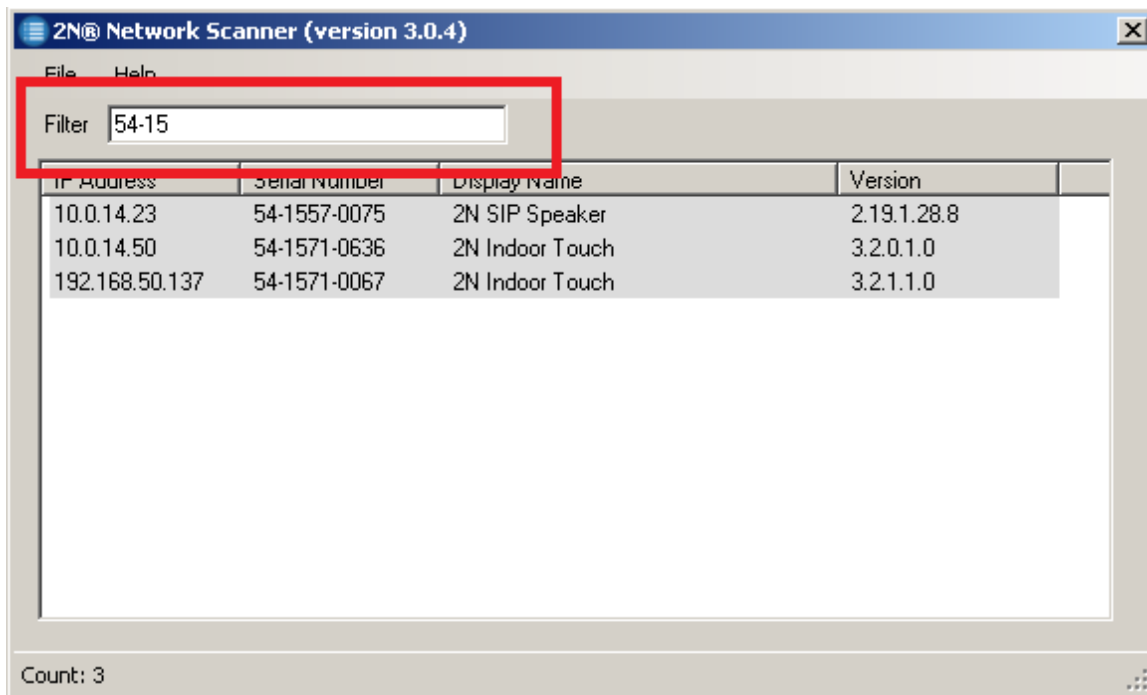 2N® Network Scanner (version 3.0.4)
File Help
Filter 54-15
IP Address Serial Number Display Name Version
10.0.14.23 54-1557-0075 2N SIP Speaker 2.19.1.28.8
10.0.14.50 54-1571-0636 2N Indoor Touch 3.2.0.1.0
192.168.50.137 54-1571-0067 2N Indoor Touch 3.2.1.1.0
Count: 3